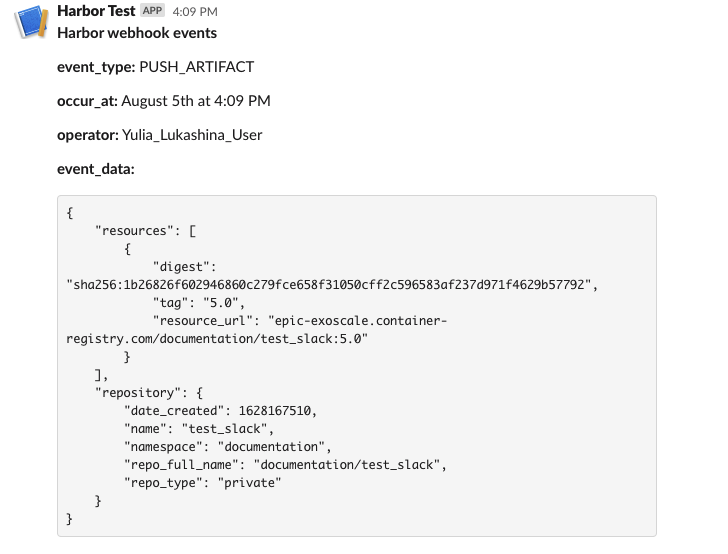 Harbor Test APP 4:09 PM
Harbor webhook events
event_type: PUSH_ARTIFACT
occur_at: August 5th at 4:09 PM
operator: Yulia_Lukashina_User
event_data:
{
    "resources": [
        {
            "digest":
"sha256:1b26826f602946860c279fce658f31050cff2c596583af237d971f4629b57792",
            "tag": "5.0",
            "resource_url": "epic-exoscale.container-
registry.com/documentation/test_slack:5.0"
        }
    ],
    "repository": {
        "date_created": 1628167510,
        "name": "test_slack",
        "namespace": "documentation",
        "repo_full_name": "documentation/test_slack",
        "repo_type": "private"
    }
}